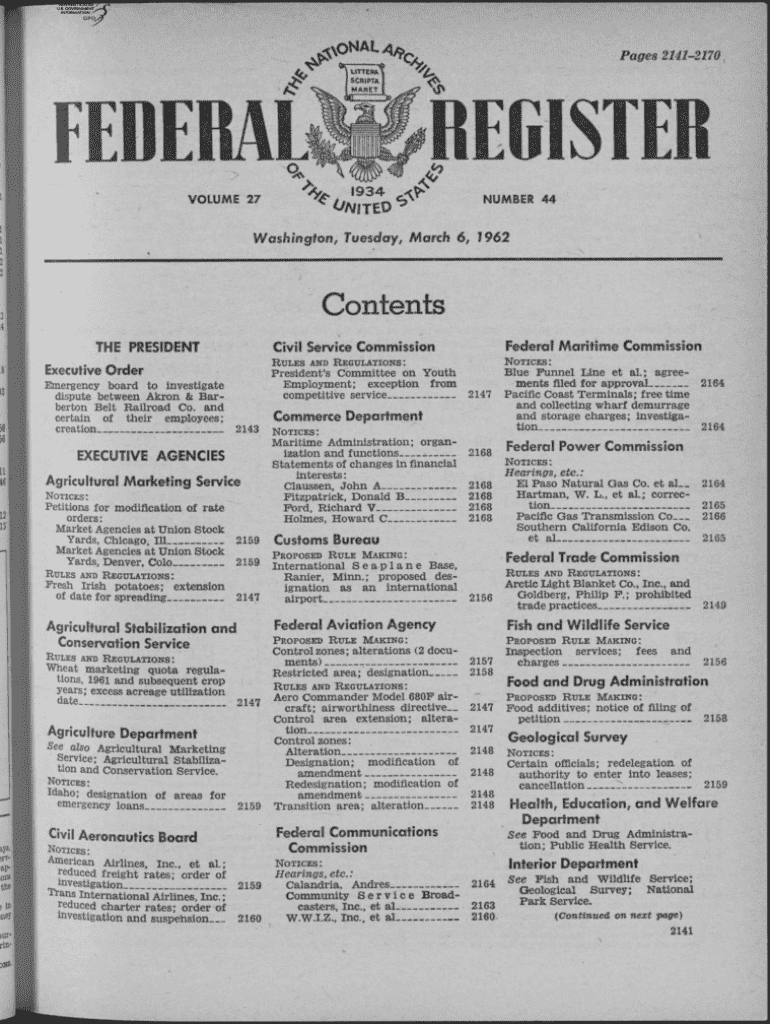 U.S. GOVERNMENT
INFORMATION
GPO
Pages 2141-2170
THE NATIONAL ARCHIVES
LITTERA
SCRIPTA
MANET
FEDERAL REGISTER
OF THE UNITED STATES
1934
VOLUME 27
NUMBER 44
Washington, Tuesday, March 6, 1962
Contents
THE PRESIDENT
Executive Order
Emergency board to investigate
dispute between Akron & Bar-
berton Belt Railroad Co. and
certain of their employees;
creation 2143
EXECUTIVE AGENCIES
Agricultural Marketing Service
NOTICES:
Petitions for modification of rate
orders:
Market Agencies at Union Stock
Yards, Chicago, Ill 2159
Market Agencies at Union Stock
Yards, Denver, Colo 2159
RULES AND REGULATIONS:
Fresh Irish potatoes; extension
of date for spreading 2147
Agricultural Stabilization and
Conservation Service
RULES AND REGULATIONS:
Wheat marketing quota regula-
tions, 1961 and subsequent crop
years; excess acreage utilization
date 2147
Agriculture Department
See also Agricultural Marketing
Service; Agricultural Stabiliza-
tion and Conservation Service.
NOTICES:
Idaho; designation of areas for
emergency loans 2159
Civil Aeronautics Board
NOTICES:
American Airlines, Inc., et al.;
reduced freight rates; order of
investigation 2159
Trans International Airlines, Inc.;
reduced charter rates; order of
investigation and suspension 2160
Civil Service Commission
RULES AND REGULATIONS:
President's Committee on Youth
Employment; exception from
competitive service 2147
Commerce Department
NOTICES:
Maritime Administration; organ-
ization and functions 2168
Statements of changes in financial
interests:
Claussen, John A 2168
Fitzpatrick, Donald B 2168
Ford, Richard V 2168
Holmes, Howard C 2168
Customs Bureau
PROPOSED RULE MAKING:
International Seaplane Base,
Ranier, Minn.; proposed des-
ignation as an international
airport 2156
Federal Aviation Agency
PROPOSED RULE MAKING:
Control zones; alterations (2 docu-
ments) 2157
Restricted area; designation 2158
RULES AND REGULATIONS:
Aero Commander Model 680F air-
craft; airworthiness directive 2147
Control area extension; altera-
tion 2147
Control zones:
Alteration 2148
Designation; modification of
amendment 2148
Redesignation; modification of
amendment 2148
Transition area; alteration 2148
Federal Communications
Commission
NOTICES:
Hearings, etc.:
Calandria, Andres 2164
Community Service Broad-
casters, Inc., et al 2163
W.W.I.Z., Inc., et al 2160
Federal Maritime Commission
NOTICES:
Blue Funnel Line et al.; agree-
ments filed for approval 2164
Pacific Coast Terminals; free time
and collecting wharf demurrage
and storage charges; investiga-
tion 2164
Federal Power Commission
NOTICES:
Hearings, etc.:
El Paso Natural Gas Co. et al 2164
Hartman, W. L., et al.; correc-
tion 2165
Pacific Gas Transmission Co 2166
Southern California Edison Co.
et al 2165
Federal Trade Commission
RULES AND REGULATIONS:
Arctic Light Blanket Co., Inc., and
Goldberg, Philip F.; prohibited
trade practices 2149
Fish and Wildlife Service
PROPOSED RULE MAKING:
Inspection services; fees and
charges 2156
Food and Drug Administration
PROPOSED RULE MAKING:
Food additives; notice of filing of
petition 2158
Geological Survey
NOTICES:
Certain officials; redelegation of
authority to enter into leases;
cancellation 2159
Health, Education, and Welfare
Department
See Food and Drug Administra-
tion; Public Health Service.
Interior Department
See Fish and Wildlife Service;
Geological Survey; National
Park Service.
(Continued on next page)
2141